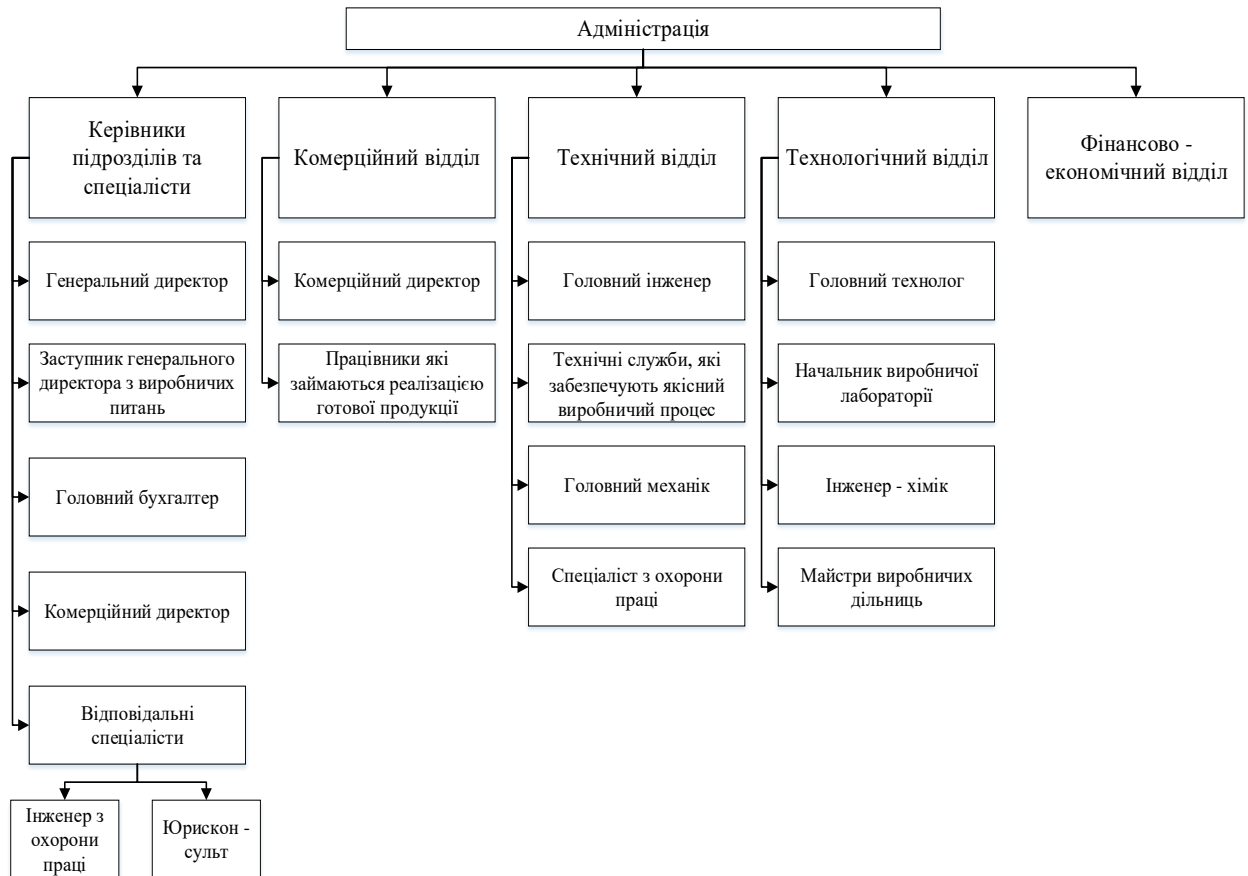 Адміністрація
Керівники
підрозділів та
спеціалісти
Комерційний відділ
Технічний відділ
Технологічний відділ
Фінансово -
економічний відділ
Генеральний директор
Комерційний директор
Головний інженер
Головний технолог
Заступник генерального
директора з виробничих
питань
Працівники які
займаються реалізацією
готової продукції
Технічні служби, які
забезпечують якісний
виробничий процес
Начальник виробничої
лабораторії
Головний бухгалтер
Головний механік
Інженер - хімік
Комерційний директор
Спеціаліст з охорони
праці
Майстри виробничих
дільниць
Відповідальні
спеціалісти
Інженер з
охорони
праці
Юрискон -
сульт